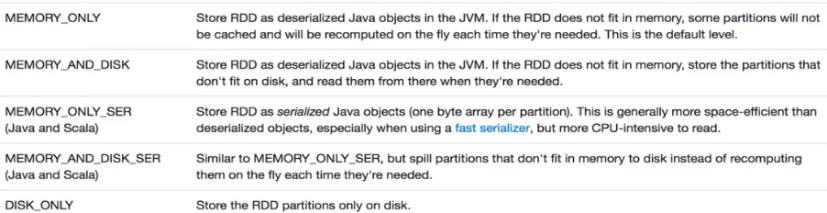 MEMORY_ONLY
Store RDD as deserialized Java objects in the JVM. If the RDD does not fit in memory, some partitions will not
be cached and will be recomputed on the fly each time they're needed. This is the default level.
MEMORY_AND_DISK
Store RDD as deserialized Java objects in the JVM. If the RDD does not fit in memory, store the partitions that
don't fit on disk, and read them from there when they're needed.
MEMORY_ONLY_SER
(Java and Scala)
Store RDD as serialized Java objects (one byte array per partition). This is generally more space-efficient than
deserialized objects, especially when using a fast serializer, but more CPU-intensive to read.
MEMORY_AND_DISK_SER
(Java and Scala)
Similar to MEMORY_ONLY_SER, but spill partitions that don't fit in memory to disk instead of recomputing
them on the fly each time they're needed.
DISK_ONLY
Store the RDD partitions only on disk.